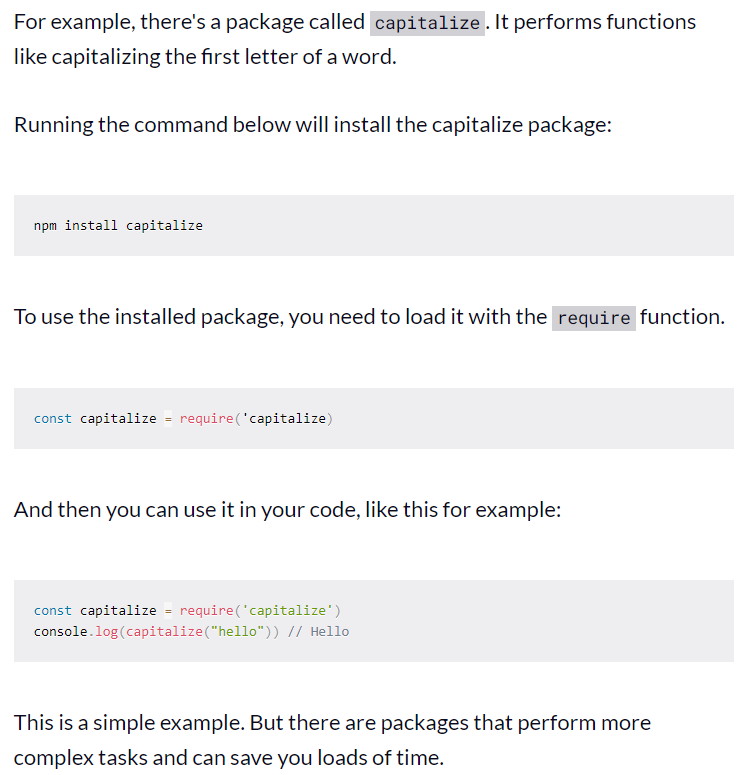 For example, there's a package called capitalize. It performs functions
like capitalizing the first letter of a word.
Running the command below will install the capitalize package:
npm install capitalize
To use the installed package, you need to load it with the require function.
const capitalize = require('capitalize)
And then you can use it in your code, like this for example:
const capitalize = require('capitalize')
console.log(capitalize("hello")) // Hello
This is a simple example. But there are packages that perform more
complex tasks and can save you loads of time.